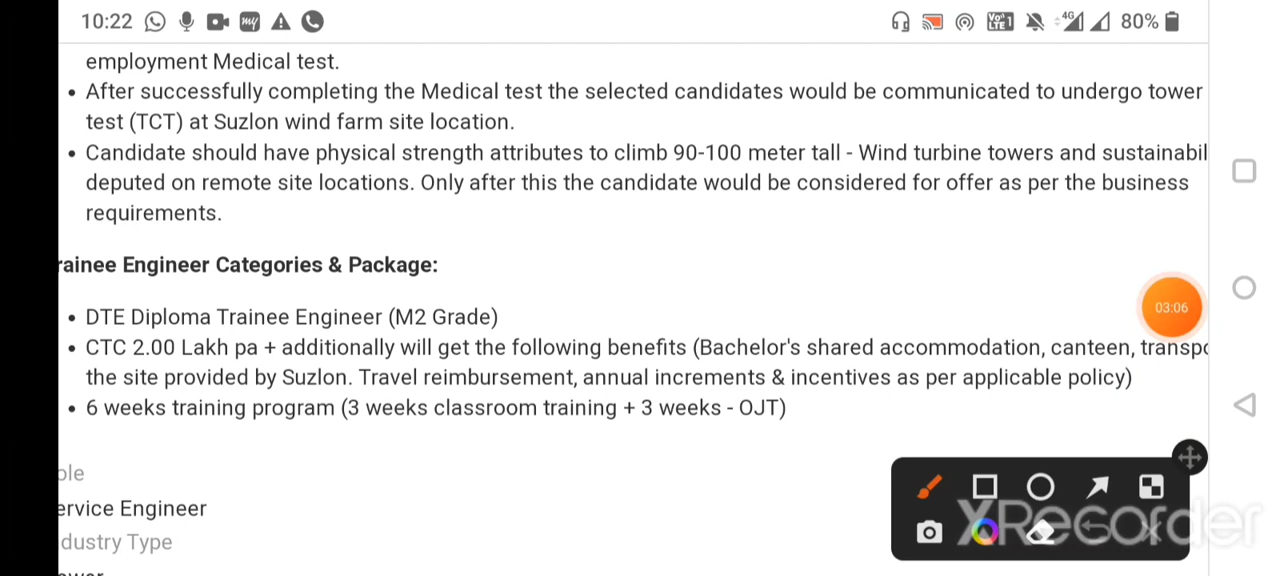 10:22 my VoLTE 1 4G 80%
employment Medical test.
• After successfully completing the Medical test the selected candidates would be communicated to undergo tower
test (TCT) at Suzlon wind farm site location.
• Candidate should have physical strength attributes to climb 90-100 meter tall - Wind turbine towers and sustainabil
deputed on remote site locations. Only after this the candidate would be considered for offer as per the business
requirements.
rainee Engineer Categories & Package:
03:06
• DTE Diploma Trainee Engineer (M2 Grade)
• CTC 2.00 Lakh pa + additionally will get the following benefits (Bachelor's shared accommodation, canteen, transpo
the site provided by Suzlon. Travel reimbursement, annual increments & incentives as per applicable policy)
• 6 weeks training program (3 weeks classroom training + 3 weeks - OJT)
ole
ervice Engineer
XRecorder
dustry Type